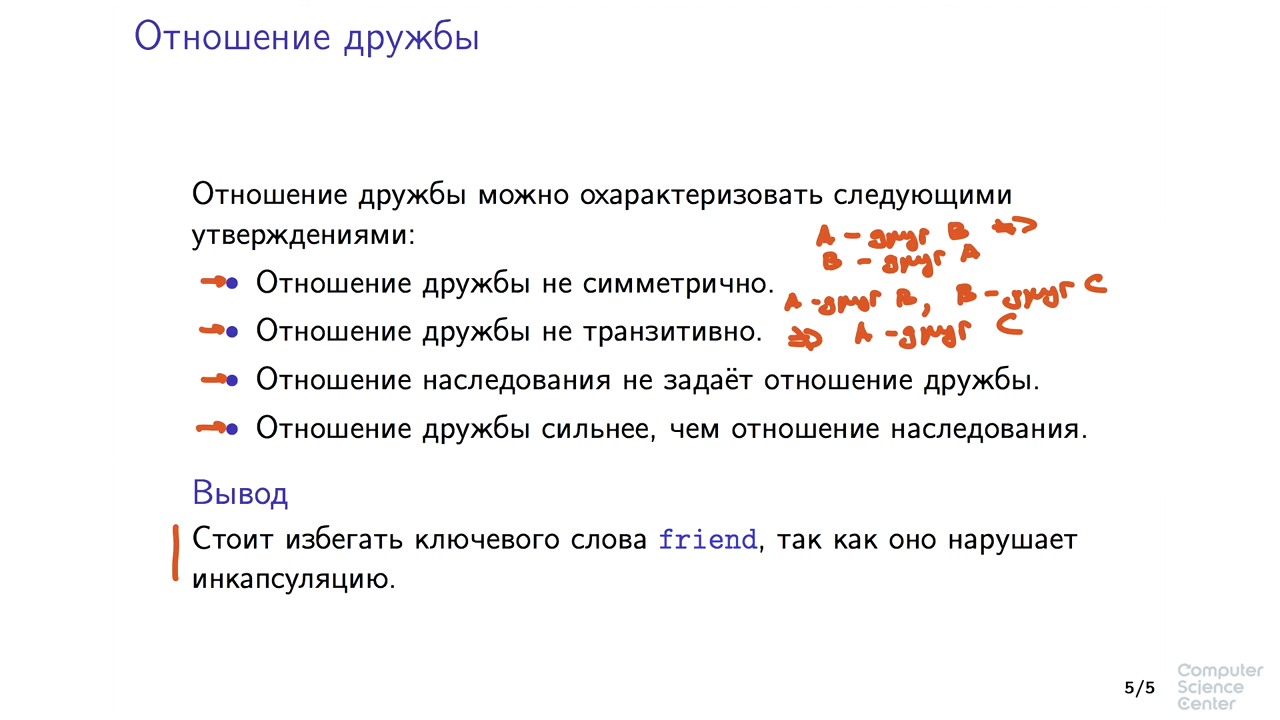 Отношение дружбы
Отношение дружбы можно охарактеризовать следующими
утверждениями:
A - друг B ≠>
B - друг A
Отношение дружбы не симметрично.
A - друг B, B - друг C
Отношение дружбы не транзитивно.
≠> A - друг C
Отношение наследования не задаёт отношение дружбы.
Отношение дружбы сильнее, чем отношение наследования.
Вывод
Стоит избегать ключевого слова friend, так как оно нарушает
инкапсуляцию.
5/5
Computer
Science
Center